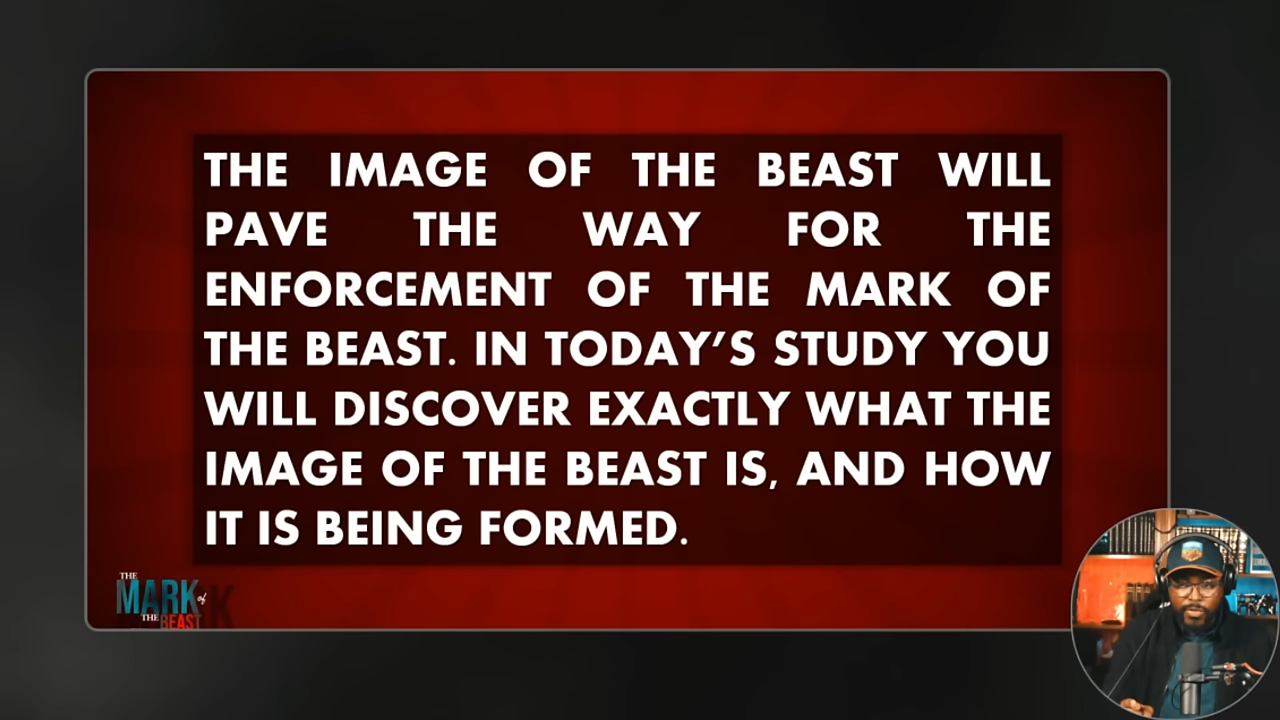 THE IMAGE OF THE BEAST WILL
PAVE THE WAY FOR THE
ENFORCEMENT OF THE MARK OF
THE BEAST. IN TODAY’S STUDY YOU
WILL DISCOVER EXACTLY WHAT THE
IMAGE OF THE BEAST IS, AND HOW
IT IS BEING FORMED.
THE
MARK of
THE BEAST